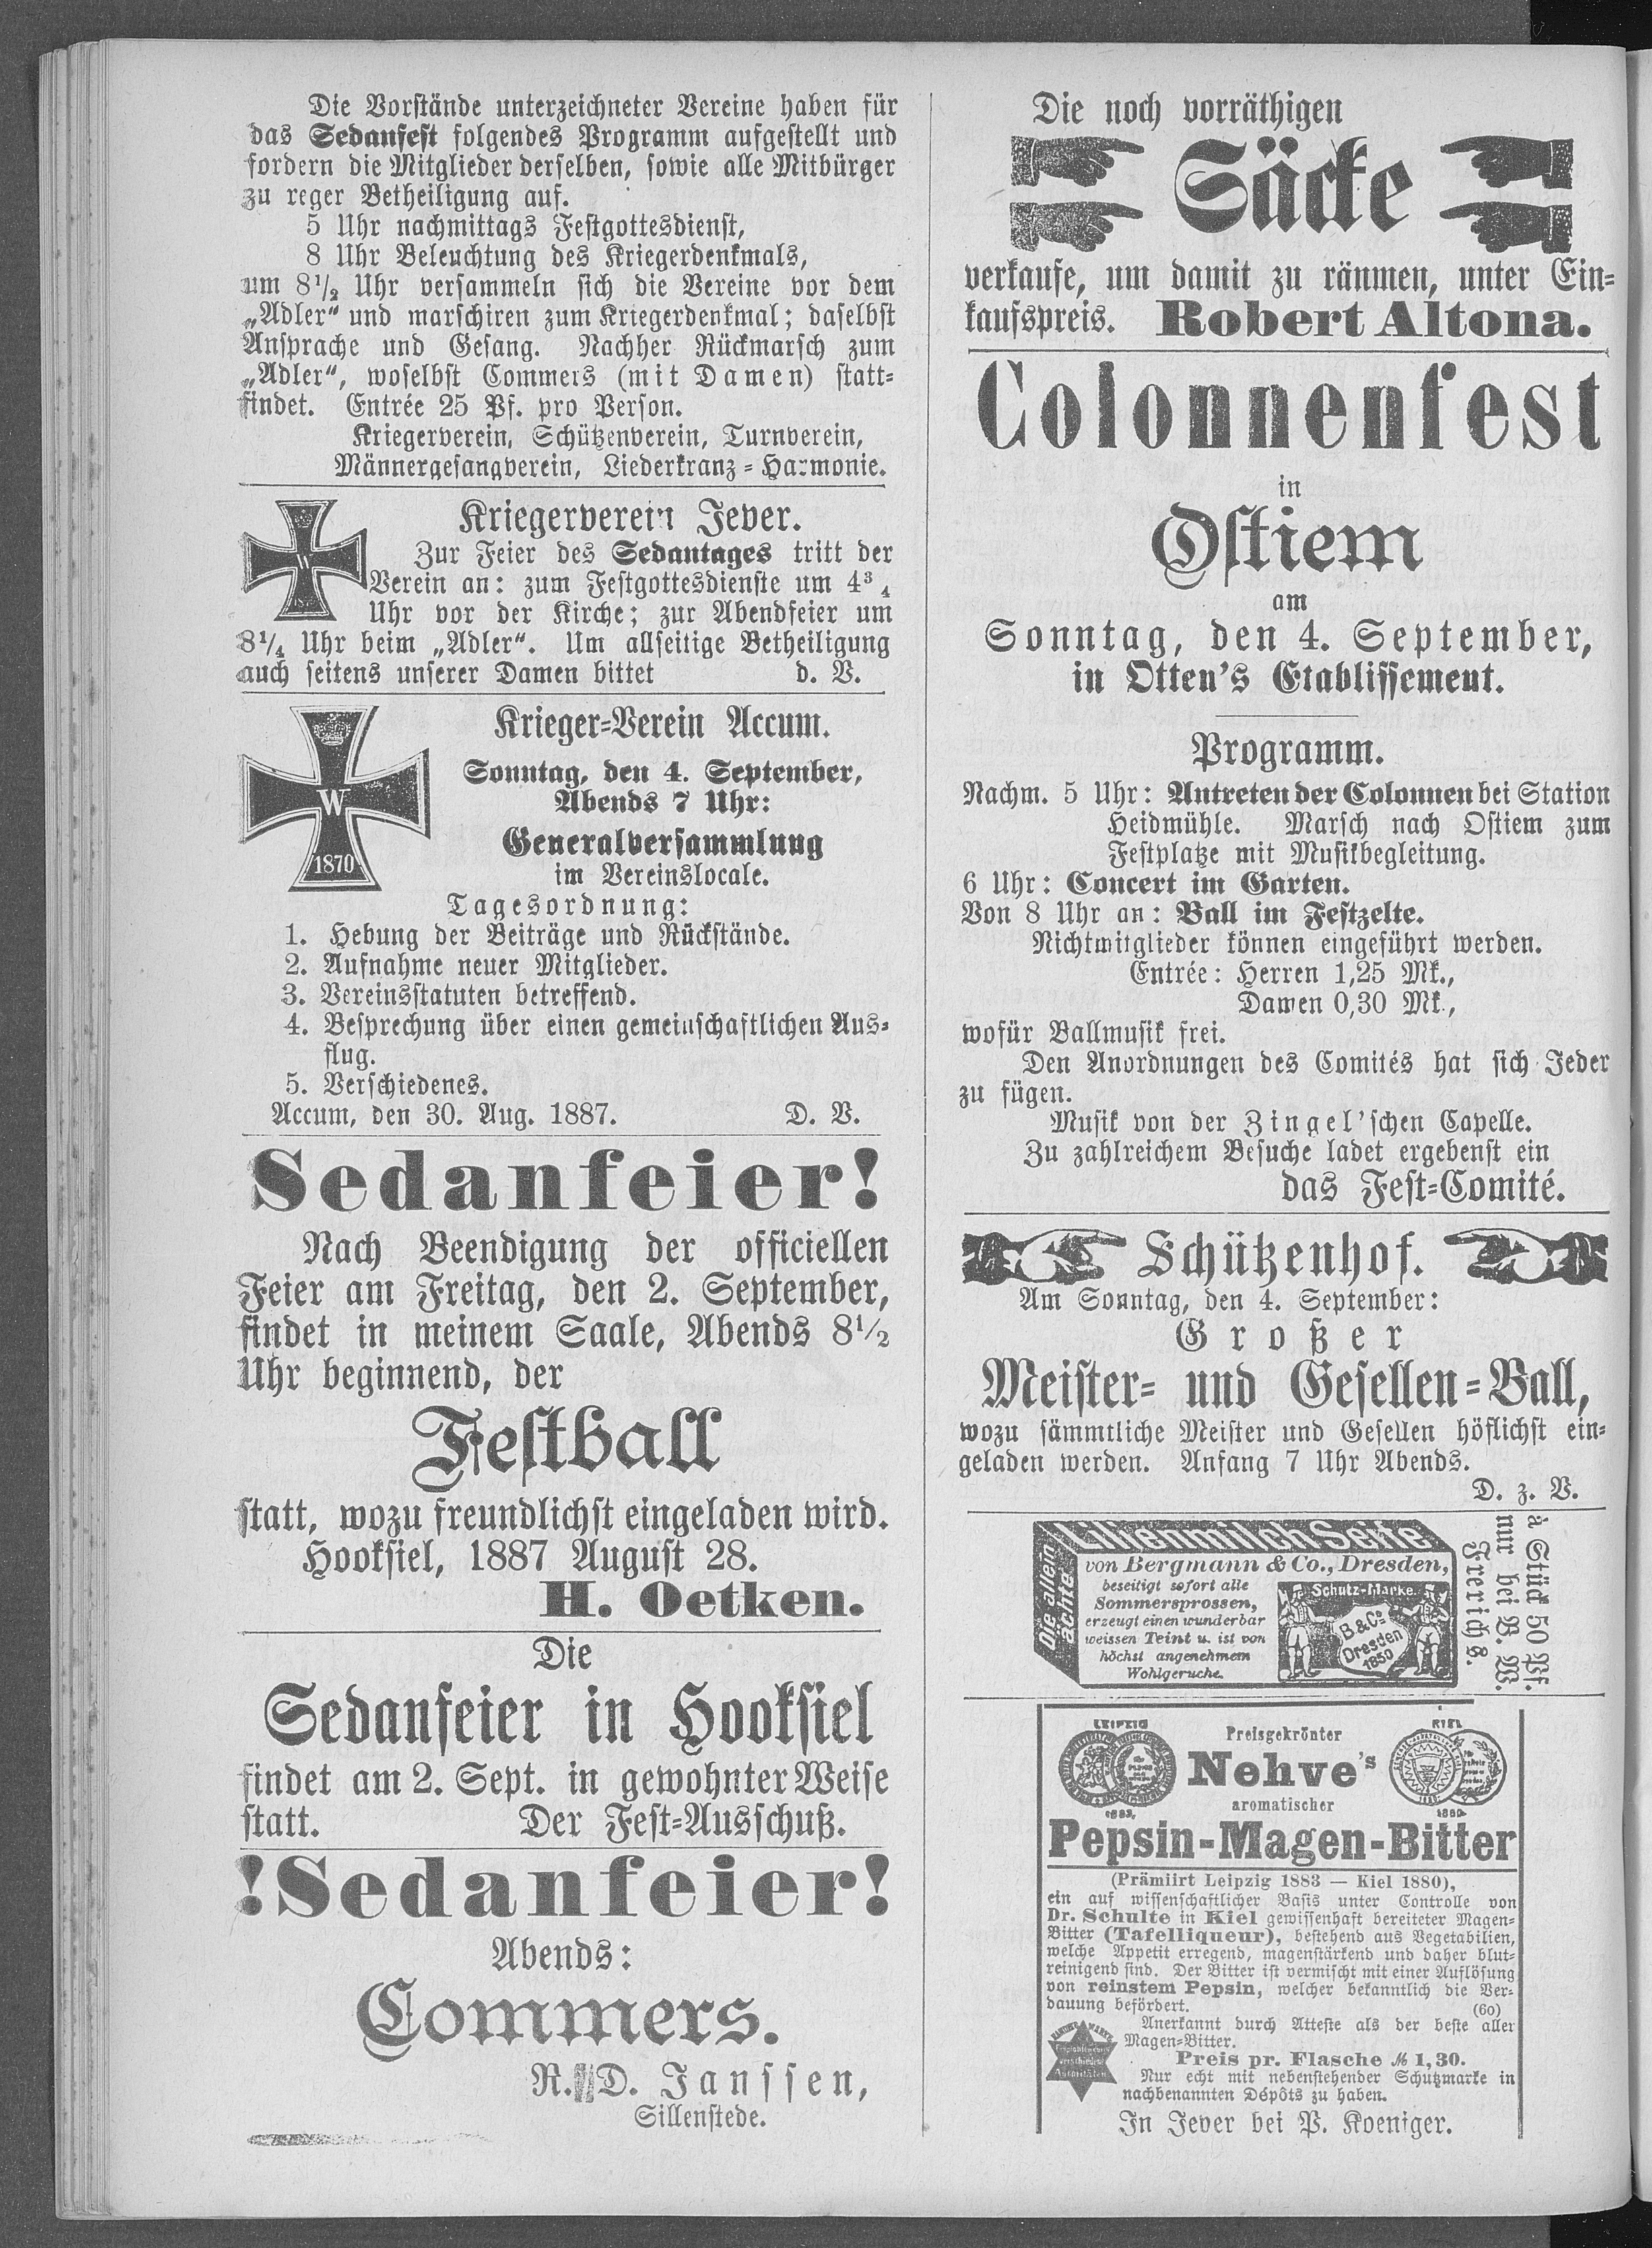 Die Vorstände unterzeichneter Vereine haben für
das Sedanfest folgendes Programm aufgestellt und
fordern die Mitglieder derselben, sowie alle Mitbürger
zu reger Betheiligung auf.
5 Uhr nachmittags Festgottesdienst,
8 Uhr Beleuchtung des Kriegerdenkmals,
um 8½ Uhr versammeln sich die Vereine vor dem
„Adler“ und marschiren zum Kriegerdenkmal; daselbst
Ansprache und Gesang. Nachher Rückmarsch zum
„Adler“, woselbst Commers (mit Damen) statt=
findet. Entrée 25 Pf. pro Person.
Kriegerverein, Schützenverein, Turnverein,
Männergesangverein, Liederkranz=Harmonie.
Kriegerverein Jever.
Zur Feier des Sedantages tritt der
Verein an: zum Festgottesdienste um 4¾
Uhr vor der Kirche; zur Abendfeier um
8¼ Uhr beim „Adler“. Um allseitige Betheiligung
auch seitens unserer Damen bittet d. V.
W
1870
Krieger=Verein Accum.
Sonntag, den 4. September,
Abends 7 Uhr:
Generalversammlung
im Vereinslocale.
Tagesordnung:
1. Hebung der Beiträge und Rückstände.
2. Aufnahme neuer Mitglieder.
3. Vereinsstatuten betreffend.
4. Besprechung über einen gemeinschaftlichen Aus=
flug.
5. Verschiedenes.
Accum, den 30. Aug. 1887. D. V.
Sedanfeier!
Nach Beendigung der officiellen
Feier am Freitag, den 2. September,
findet in meinem Saale, Abends 8½
Uhr beginnend, der
Festball
statt, wozu freundlichst eingeladen wird.
Hooksiel, 1887 August 28.
H. Oetken.
Die
Sedanfeier in Hooksiel
findet am 2. Sept. in gewohnter Weise
statt. Der Fest=Ausschuß.
!Sedanfeier!
Abends:
Commers.
R. D. Janssen,
Sillenstede.
Die noch vorräthigen
Säcke
verkaufe, um damit zu räumen, unter Ein=
kaufspreis. Robert Altona.
Colonnenfest
in
Ostiem
am
Sonntag, den 4. September,
in Otten's Etablissement.
Programm.
Nachm. 5 Uhr: Antreten der Colonnen bei Station
Heidmühle. Marsch nach Ostiem zum
Festplatze mit Musikbegleitung.
6 Uhr: Concert im Garten.
Von 8 Uhr an: Ball im Festzelte.
Nichtmitglieder können eingeführt werden.
Entrée: Herren 1,25 Mk.,
Damen 0,30 Mk.,
wofür Ballmusik frei.
Den Anordnungen des Comités hat sich Jeder
zu fügen.
Musik von der Zingel'schen Capelle.
Zu zahlreichem Besuche ladet ergebenst ein
das Fest=Comité.
Schützenhof.
Am Sonntag, den 4. September:
Großer
Meister= und Gesellen=Ball,
wozu sämmtliche Meister und Gesellen höflichst ein=
geladen werden. Anfang 7 Uhr Abends.
D. z. V.
Die allein
ächte
Lilienmilch Seife
von Bergmann & Co., Dresden,
beseitigt sofort alle
Sommersprossen,
erzeugt einen wunderbar
weissen Teint u. ist von
höchst angenehmem
Wohlgeruche.
Schutz-Marke.
B & Co
Dresden
1850
à Stück 50 Pf.
nur bei B. W.
Frerichs.
LEIPZIG
1883.
KIEL
1880.
Preisgekrönter
Nehve's
aromatischer
Pepsin-Magen-Bitter
(Prämiirt Leipzig 1883 — Kiel 1880),
ein auf wissenschaftlicher Basis unter Controlle von
Dr. Schulte in Kiel gewissenhaft bereiteter Magen=
Bitter (Tafelliqueur), bestehend aus Vegetabilien,
welche Appetit erregend, magenstärkend und daher blut=
reinigend sind. Der Bitter ist vermischt mit einer Auflösung
von reinstem Pepsin, welcher bekanntlich die Ver=
dauung befördert. (60)
Anerkannt durch Atteste als der beste aller
Magen=Bitter.
Preis pr. Flasche ℳ 1,30.
Nur echt mit nebenstehender Schutzmarke in
nachbenannten Dépôts zu haben.
In Jever bei P. Koeniger.